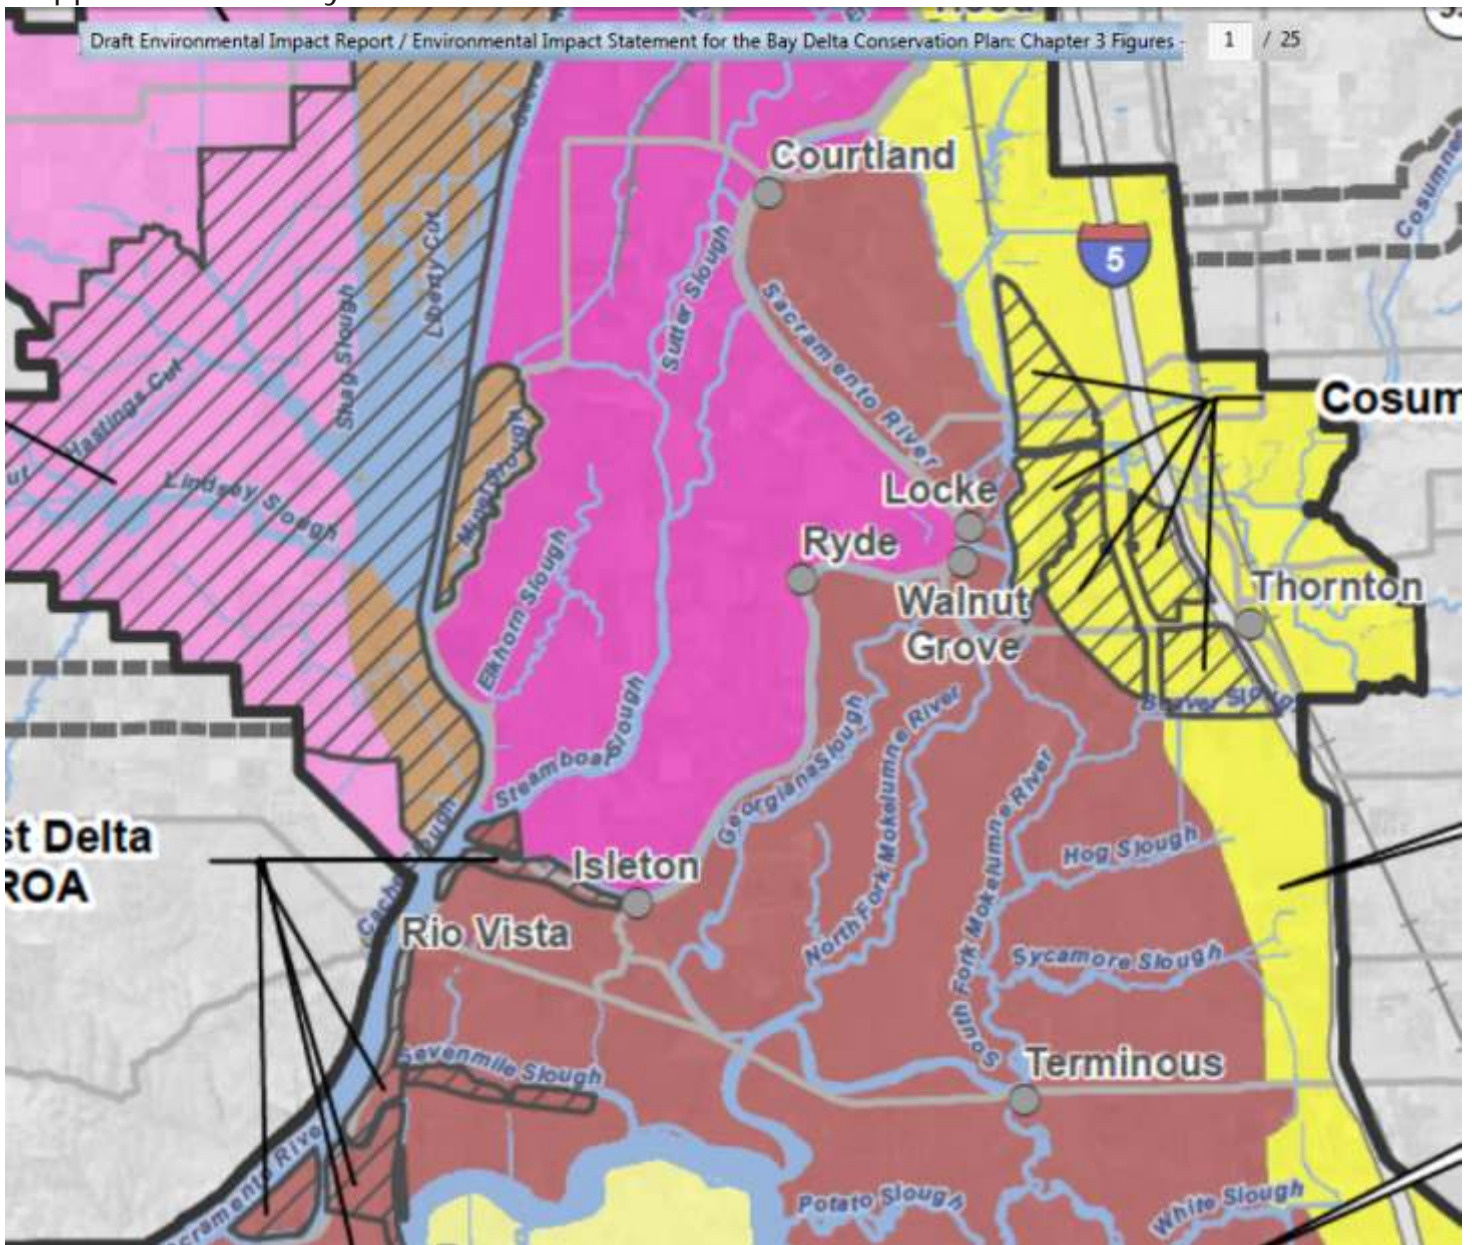 Draft Environmental Impact Report / Environmental Impact Statement for the Bay Delta Conservation Plan: Chapter 3 Figures -
1 / 25
Courtland
5
Cosumne
Sutter Slough
Liberty Cut
Shag Slough
Sacramento River
Hastings Cut
Cosum
ut
Lindsey Slough
Locke
Ryde
Elkhorn Slough
Walnut
Grove
Thornton
Beaver Slough
Steamboat Slough
Georgiana Slough
North Fork Mokelumne River
South Fork Mokelumne River
Hog Slough
st Delta
ROA
Isleton
Cache Slough
Rio Vista
Sycamore Slough
Sevenmile Slough
Terminous
Sacramento River
Potato Slough
White Slough